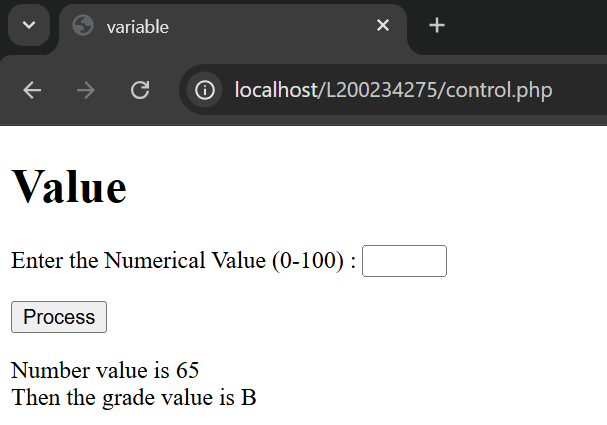 variable
localhost/L200234275/control.php
Value
Enter the Numerical Value (0-100) :
Process
Number value is 65
Then the grade value is B